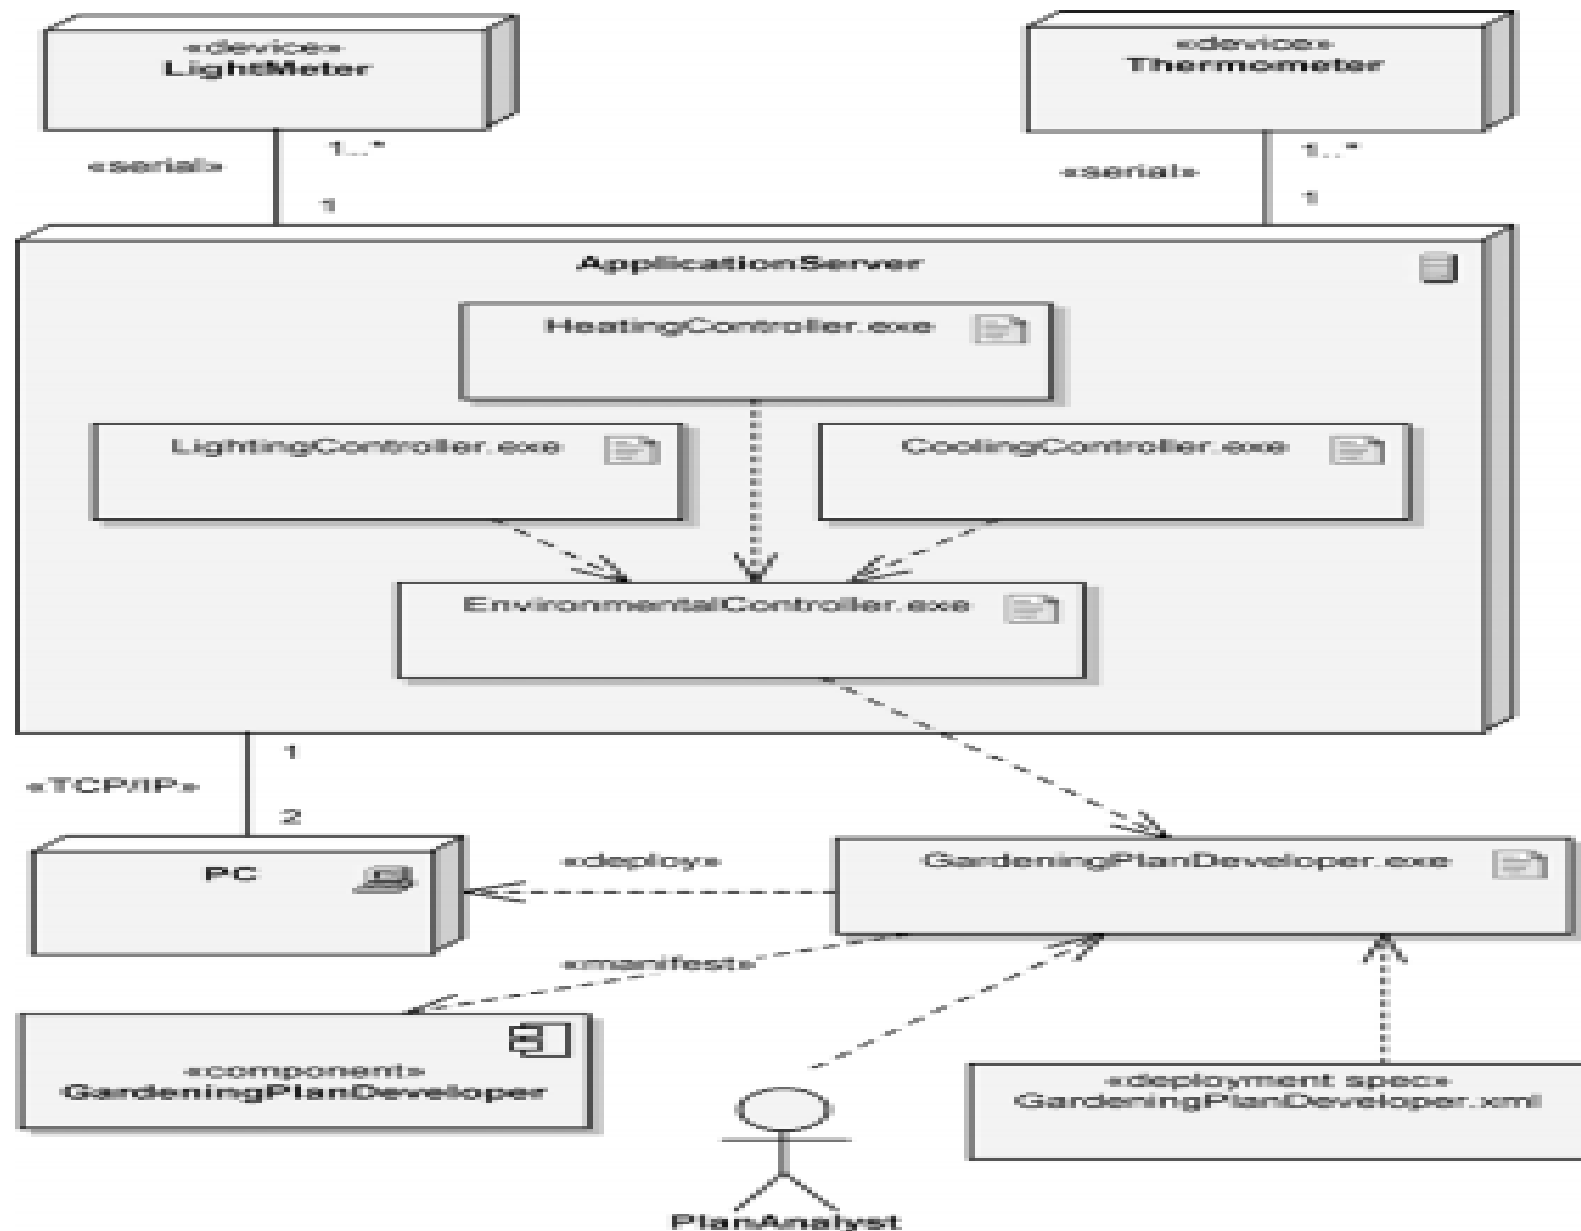 «device»
LightMeter
«device»
Thermometer
«serial»
1..*
1
«serial»
1..*
1
ApplicationServer
HeatingController.exe
LightingController.exe
CoolingController.exe
EnvironmentalController.exe
1
«TCP/IP»
2
PC
«deploy»
GardeningPlanDeveloper.exe
«manifest»
«component»
GardeningPlanDeveloper
«deployment spec»
GardeningPlanDeveloper.xml
PlanAnalyst